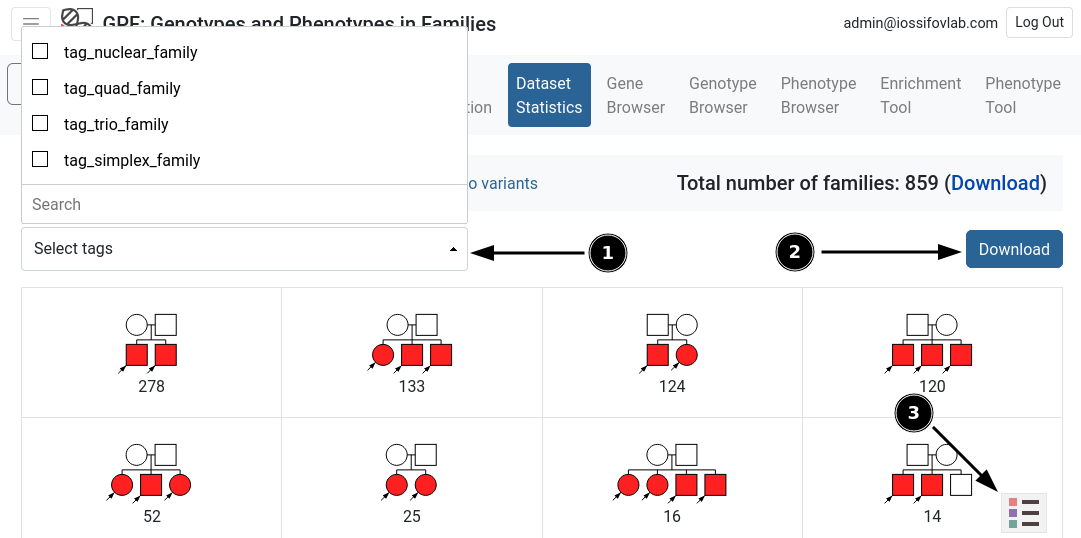 GPF: Genotypes and Phenotypes in Families
admin@iossifovlab.com
Log Out
tag_nuclear_family
tag_quad_family
tag_trio_family
tag_simplex_family
Search
Select tags
Dataset
Statistics
Gene
Browser
Genotype
Browser
Phenotype
Browser
Enrichment
Tool
Phenotype
Tool
variants
Total number of families: 859 (Download)
1
2
Download
278
133
124
120
3
52
25
16
14